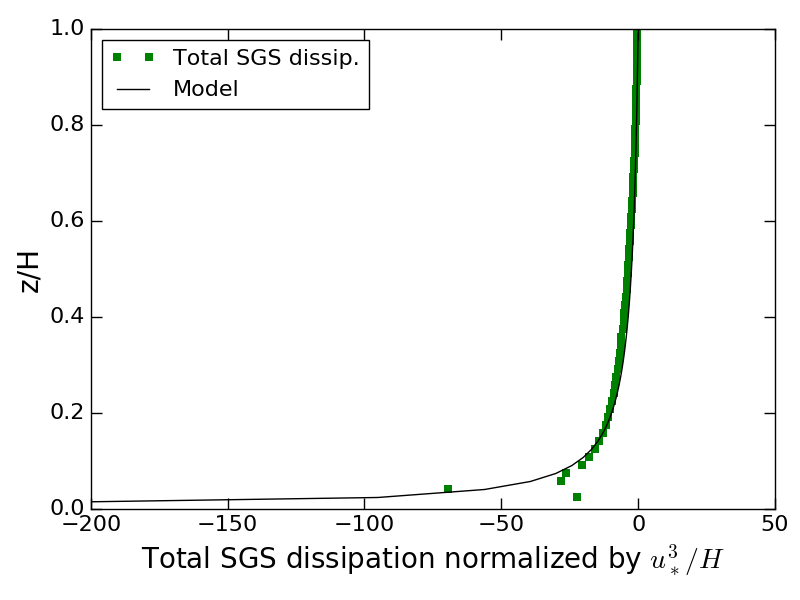 1.0
Total SGS dissip.
Model
0.8
0.6
z/H
0.4
0.2
0.0
−200 −150 −100 −50 0 50
Total SGS dissipation normalized by $u_*^3/H$